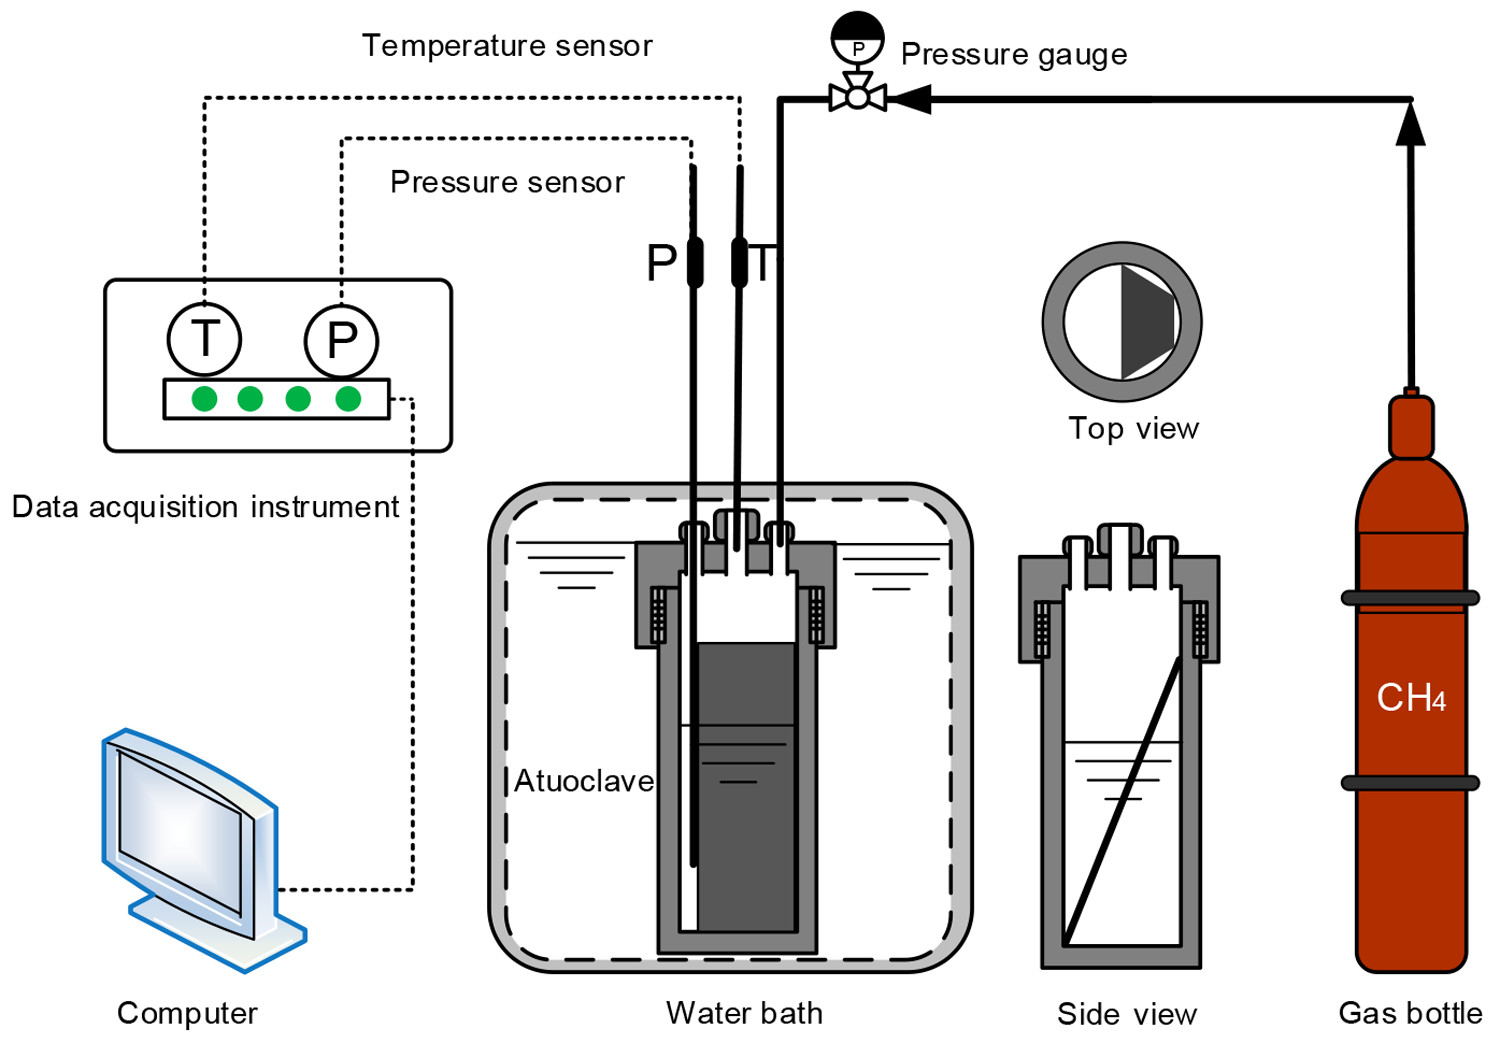 Temperature sensor
P
Pressure gauge
Pressure sensor
P
T
T
P
Top view
Data acquisition instrument
CH4
Atuoclave
Computer
Water bath
Side view
Gas bottle